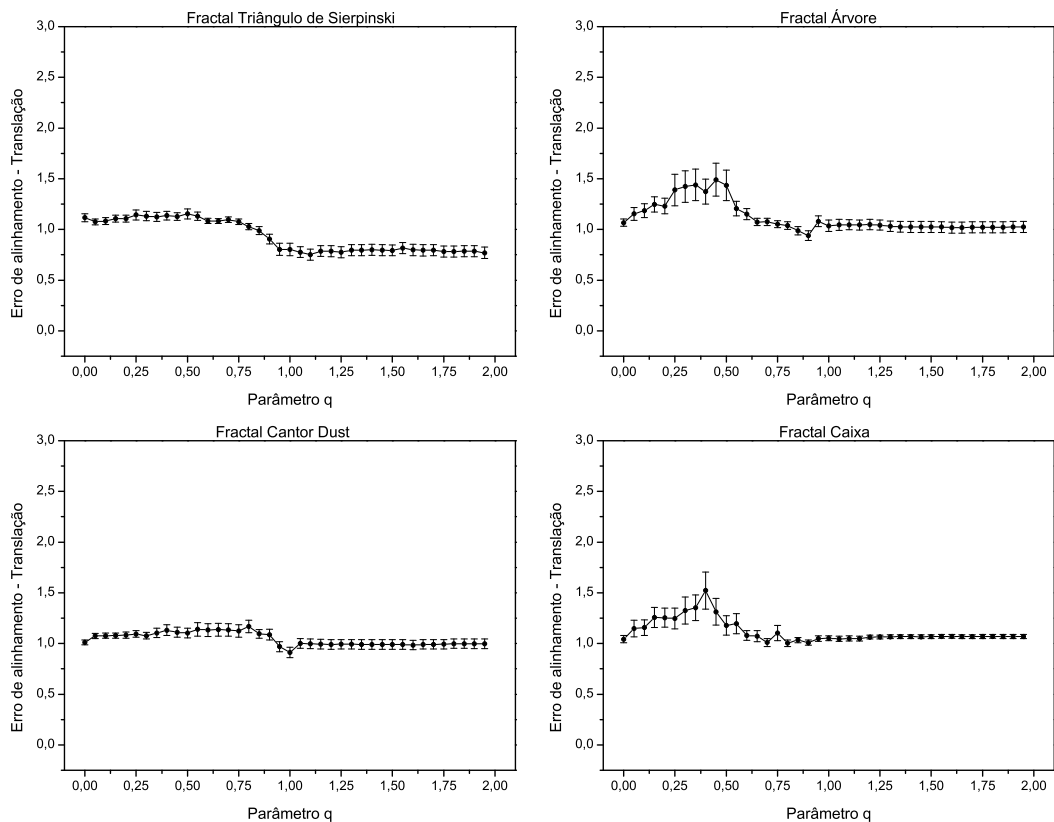 Fractal Triângulo de Sierpinski
3,0
2,5
2,0
1,5
1,0
0,5
0,0
Erro de alinhamento - Translação
0,00 0,25 0,50 0,75 1,00 1,25 1,50 1,75 2,00
Parâmetro q
Fractal Árvore
3,0
2,5
2,0
1,5
1,0
0,5
0,0
Erro de alinhamento - Translação
0,00 0,25 0,50 0,75 1,00 1,25 1,50 1,75 2,00
Parâmetro q
Fractal Cantor Dust
3,0
2,5
2,0
1,5
1,0
0,5
0,0
Erro de alinhamento - Translação
0,00 0,25 0,50 0,75 1,00 1,25 1,50 1,75 2,00
Parâmetro q
Fractal Caixa
3,0
2,5
2,0
1,5
1,0
0,5
0,0
Erro de alinhamento - Translação
0,00 0,25 0,50 0,75 1,00 1,25 1,50 1,75 2,00
Parâmetro q